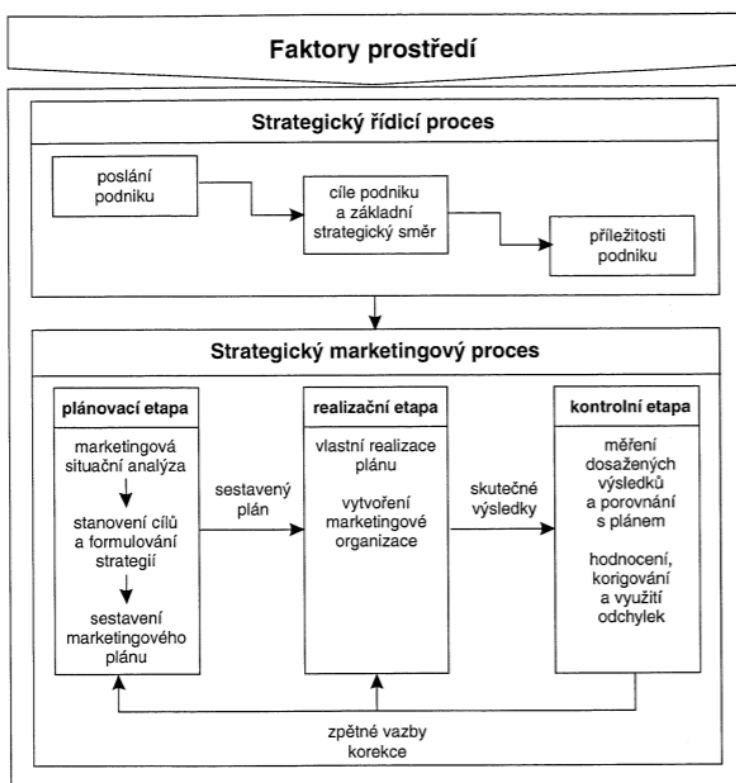 Faktory prostředí
Strategický řídicí proces
poslání
podniku
cíle podniku
a základní
strategický směr
příležitosti
podniku
Strategický marketingový proces
plánovací etapa
marketingová
situační analýza
stanovení cílů
a formulování
strategií
sestavení
marketingového
plánu
sestavený
plán
realizační etapa
vlastní realizace
plánu
vytvoření
marketingové
organizace
skutečné
výsledky
kontrolní etapa
měření
dosažených
výsledků
a porovnání
s plánem
hodnocení,
korigování
a využití
odchylek
zpětné vazby
korekce